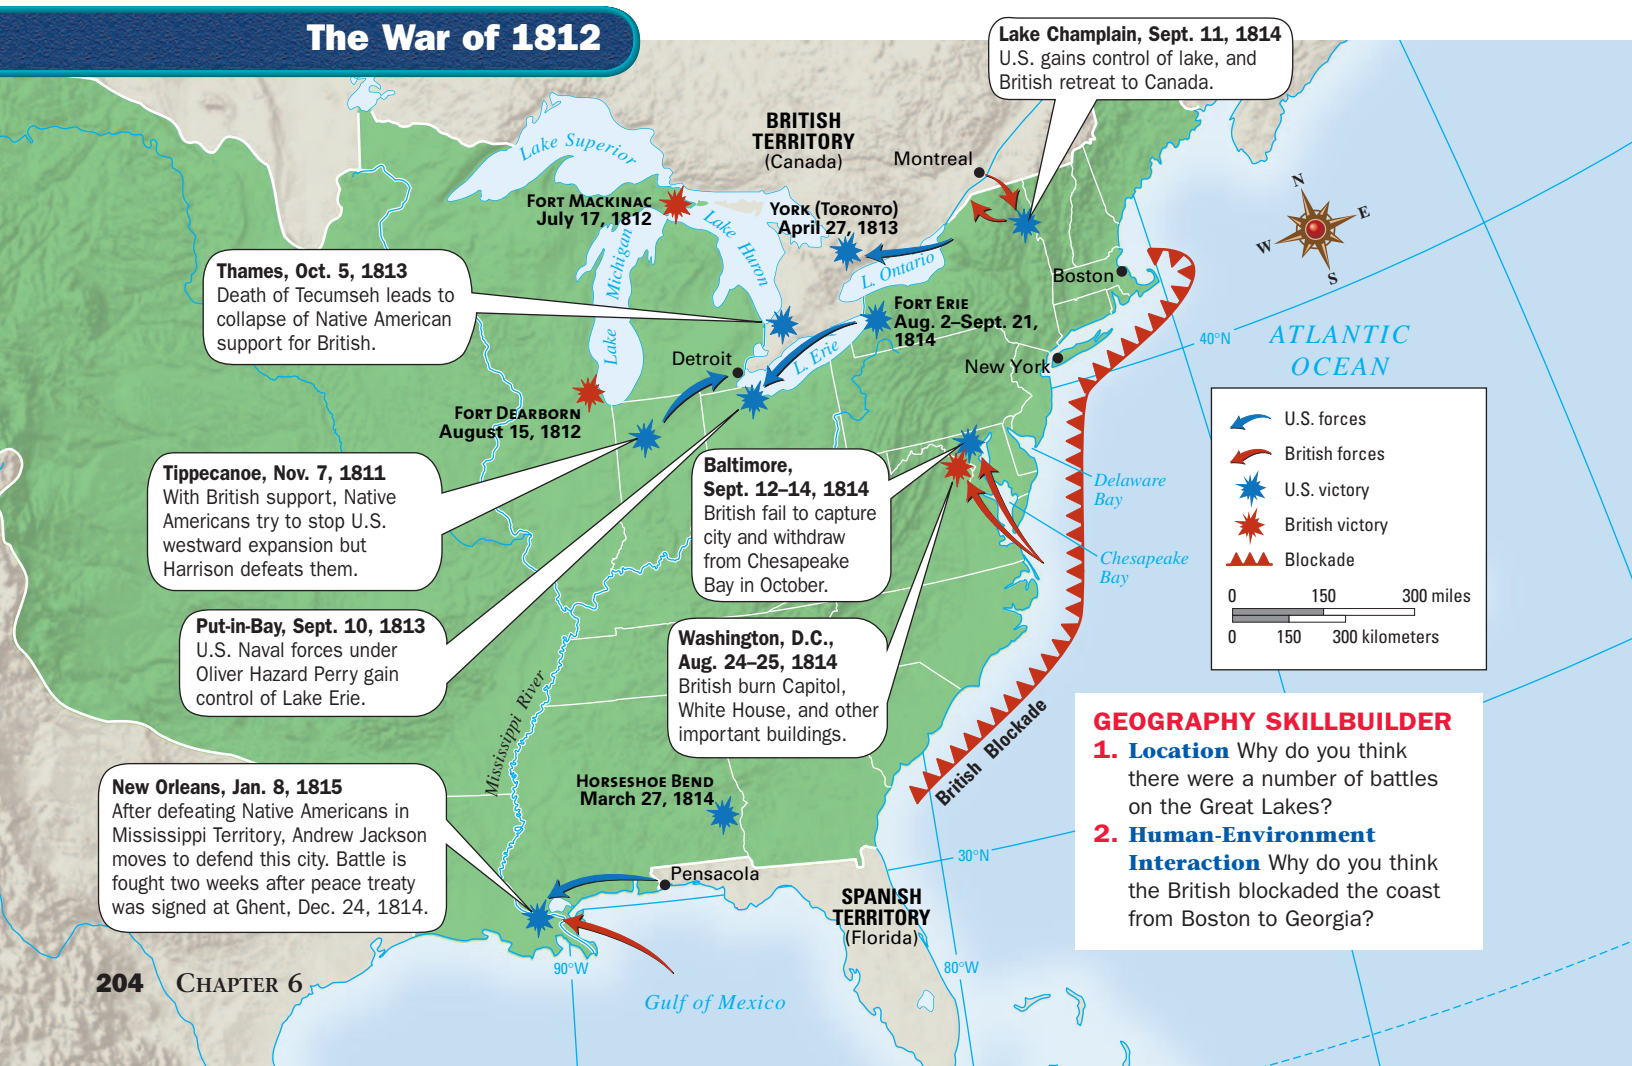 The War of 1812
Lake Champlain, Sept. 11, 1814
U.S. gains control of lake, and
British retreat to Canada.
BRITISH
TERRITORY
(Canada)
Montreal
Lake Superior
FORT MACKINAC
July 17, 1812
YORK (TORONTO)
April 27, 1813
Lake Huron
Lake Michigan
L. Ontario
Boston
N
E
W
S
Thames, Oct. 5, 1813
Death of Tecumseh leads to
collapse of Native American
support for British.
FORT ERIE
Aug. 2–Sept. 21,
1814
L. Erie
Detroit
New York
40°N
ATLANTIC
OCEAN
FORT DEARBORN
August 15, 1812
Tippecanoe, Nov. 7, 1811
With British support, Native
Americans try to stop U.S.
westward expansion but
Harrison defeats them.
Baltimore,
Sept. 12–14, 1814
British fail to capture
city and withdraw
from Chesapeake
Bay in October.
Delaware
Bay
Chesapeake
Bay
U.S. forces
British forces
U.S. victory
British victory
Blockade
0 150 300 miles
0 150 300 kilometers
Put-in-Bay, Sept. 10, 1813
U.S. Naval forces under
Oliver Hazard Perry gain
control of Lake Erie.
Washington, D.C.,
Aug. 24–25, 1814
British burn Capitol,
White House, and other
important buildings.
Mississippi River
British Blockade
New Orleans, Jan. 8, 1815
After defeating Native Americans in
Mississippi Territory, Andrew Jackson
moves to defend this city. Battle is
fought two weeks after peace treaty
was signed at Ghent, Dec. 24, 1814.
HORSESHOE BEND
March 27, 1814
30°N
Pensacola
SPANISH
TERRITORY
(Florida)
90°W
80°W
Gulf of Mexico
GEOGRAPHY SKILLBUILDER
1. Location Why do you think
there were a number of battles
on the Great Lakes?
2. Human-Environment
Interaction Why do you think
the British blockaded the coast
from Boston to Georgia?
204 CHAPTER 6